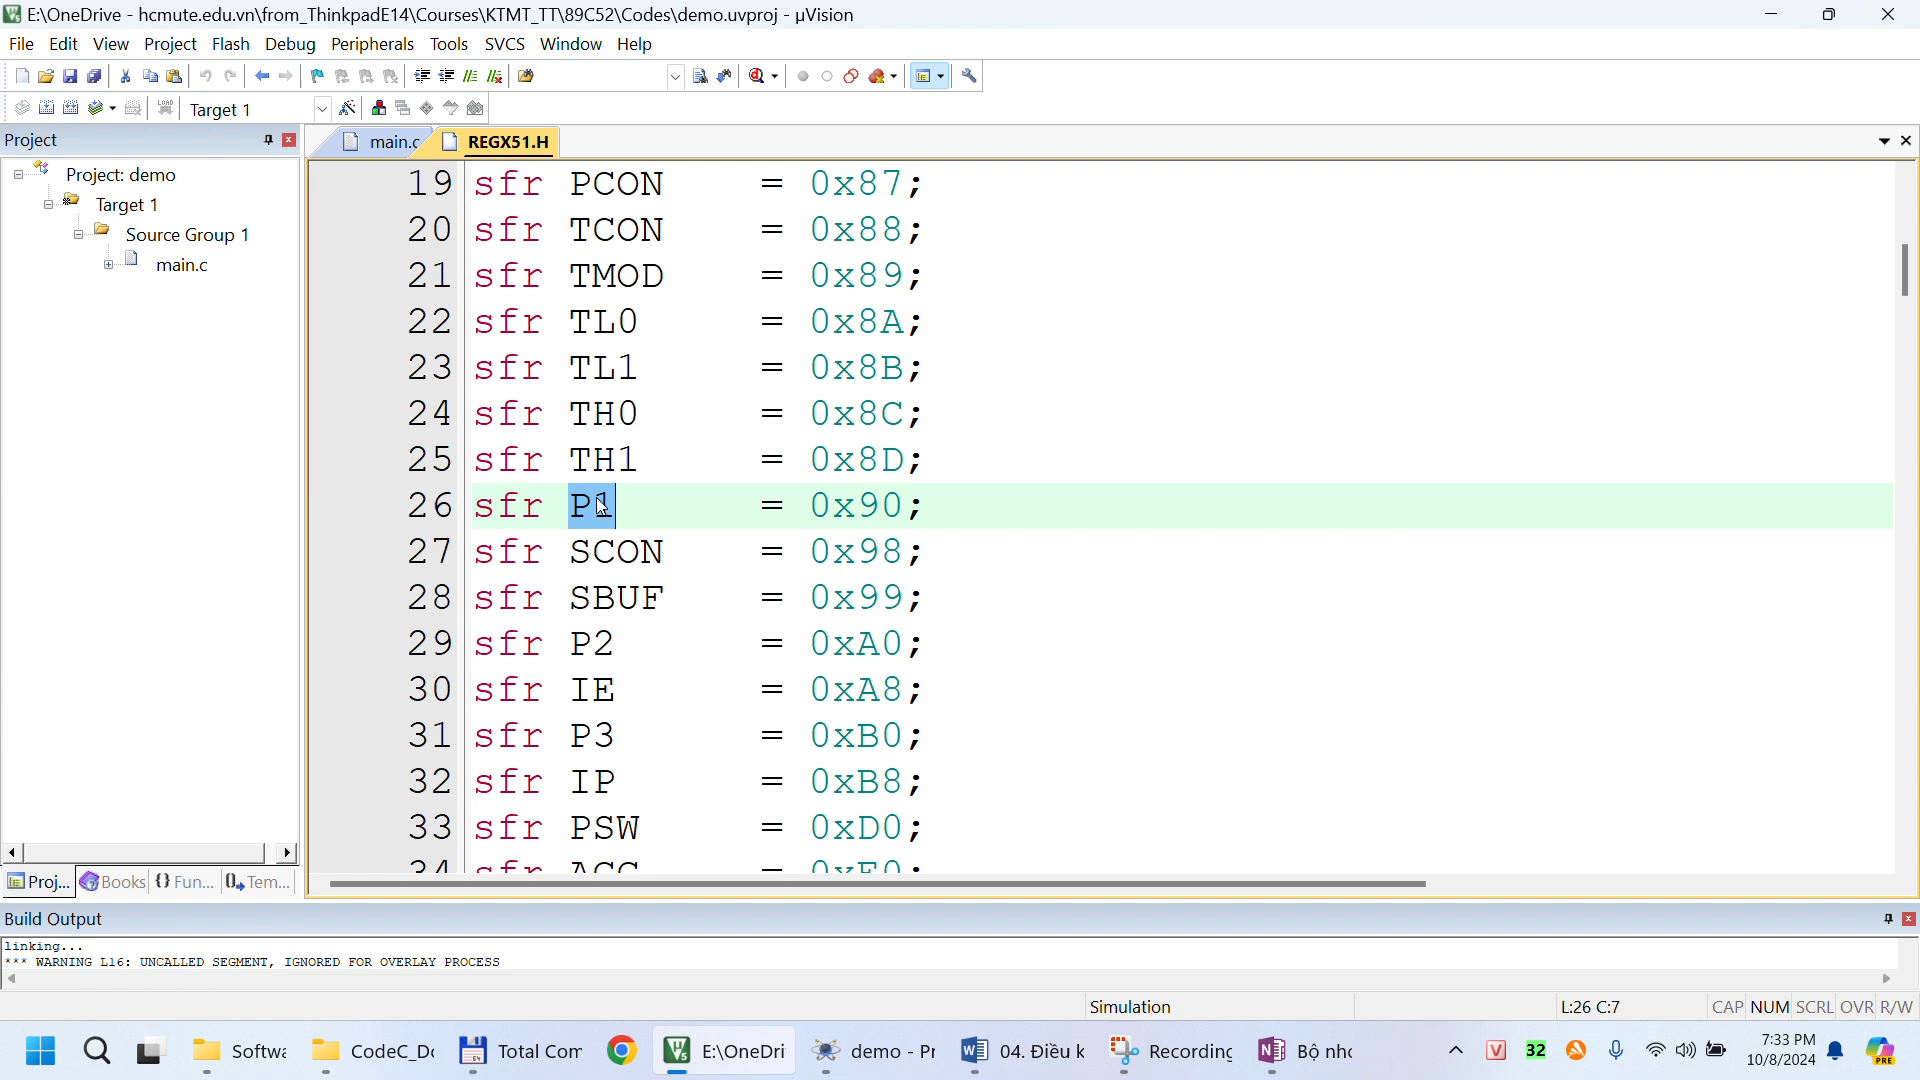 E:\OneDrive - hcmute.edu.vn\from_ThinkpadE14\Courses\KTMT_TT\89C52\Codes\demo.uvproj - µVision
File Edit View Project Flash Debug Peripherals Tools SVCS Window Help
LOAD Target 1
Project
main.c REGX51.H
Project: demo
Target 1
Source Group 1
main.c
19 sfr PCON = 0x87;
20 sfr TCON = 0x88;
21 sfr TMOD = 0x89;
22 sfr TL0 = 0x8A;
23 sfr TL1 = 0x8B;
24 sfr TH0 = 0x8C;
25 sfr TH1 = 0x8D;
26 sfr P1 = 0x90;
27 sfr SCON = 0x98;
28 sfr SBUF = 0x99;
29 sfr P2 = 0xA0;
30 sfr IE = 0xA8;
31 sfr P3 = 0xB0;
32 sfr IP = 0xB8;
33 sfr PSW = 0xD0;
34 sfr ACC = 0xE0;
Proj... Books Fun... Tem...
Build Output
linking...
*** WARNING L16: UNCALLED SEGMENT, IGNORED FOR OVERLAY PROCESS
Simulation L:26 C:7 CAP NUM SCRL OVR R/W
Softwa CodeC_D Total Com E:\OneDri demo - Pr 04. Điều k Recording Bộ nhớ 32 7:33 PM
10/8/2024